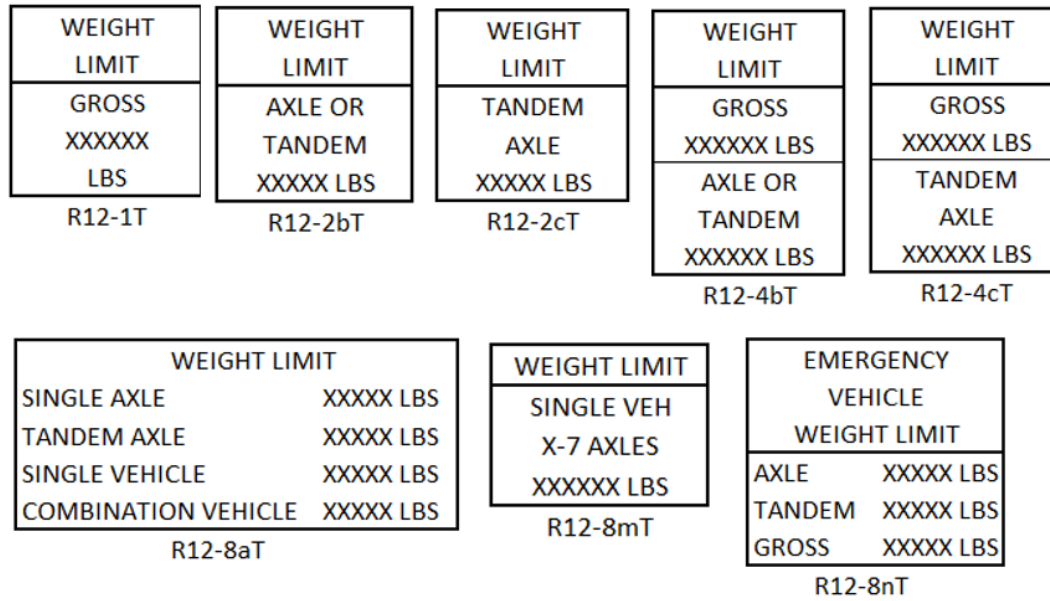 WEIGHT
LIMIT
GROSS
XXXXXX
LBS
R12-1T
WEIGHT
LIMIT
AXLE OR
TANDEM
XXXXX LBS
R12-2bT
WEIGHT
LIMIT
TANDEM
AXLE
XXXXX LBS
R12-2cT
WEIGHT
LIMIT
GROSS
XXXXXX LBS
AXLE OR
TANDEM
XXXXXX LBS
R12-4bT
WEIGHT
LIMIT
GROSS
XXXXXX LBS
TANDEM
AXLE
XXXXXX LBS
R12-4cT
WEIGHT LIMIT
SINGLE AXLE XXXXX LBS
TANDEM AXLE XXXXX LBS
SINGLE VEHICLE XXXXX LBS
COMBINATION VEHICLE XXXXX LBS
R12-8aT
WEIGHT LIMIT
SINGLE VEH
X-7 AXLES
XXXXXX LBS
R12-8mT
EMERGENCY
VEHICLE
WEIGHT LIMIT
AXLE XXXXX LBS
TANDEM XXXXX LBS
GROSS XXXXX LBS
R12-8nT